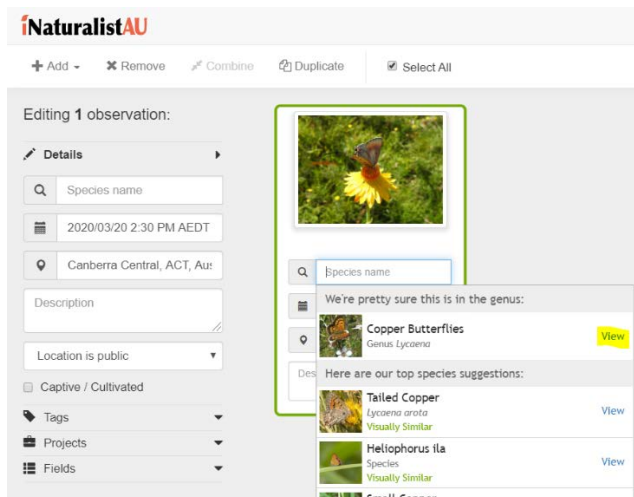 iNaturalistAU
Add Remove Combine Duplicate Select All
Editing 1 observation:
Details
Species name
2020/03/20 2:30 PM AEDT
Canberra Central, ACT, Aus
Description
Location is public
Captive / Cultivated
Tags
Projects
Fields
Species name
Des
We're pretty sure this is in the genus:
Copper Butterflies
Genus Lycaena
View
Here are our top species suggestions:
Tailed Copper
Lycaena arota
Visually Similar
View
Heliophorus ila
Species
Visually Similar
View
Small Copper